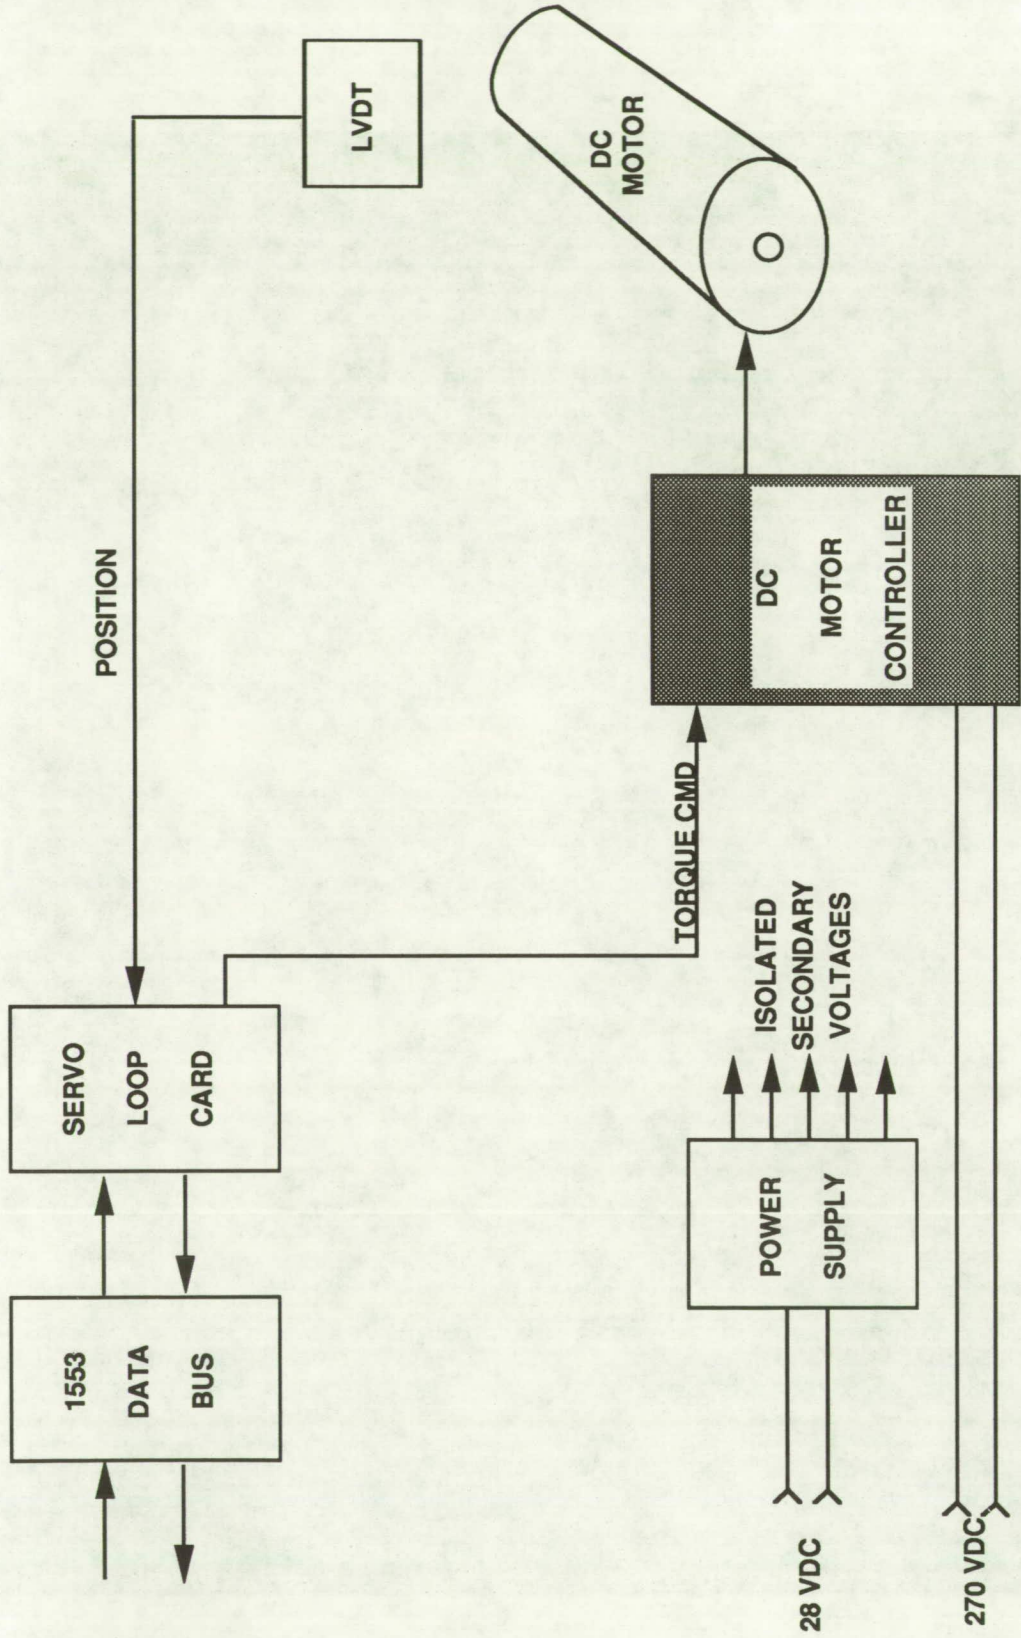 1553
DATA
BUS
SERVO
LOOP
CARD
POSITION
LVDT
TORQUE CMD
DC
MOTOR
28 VDC
POWER
SUPPLY
ISOLATED
SECONDARY
VOLTAGES
DC
MOTOR
CONTROLLER
270 VDC